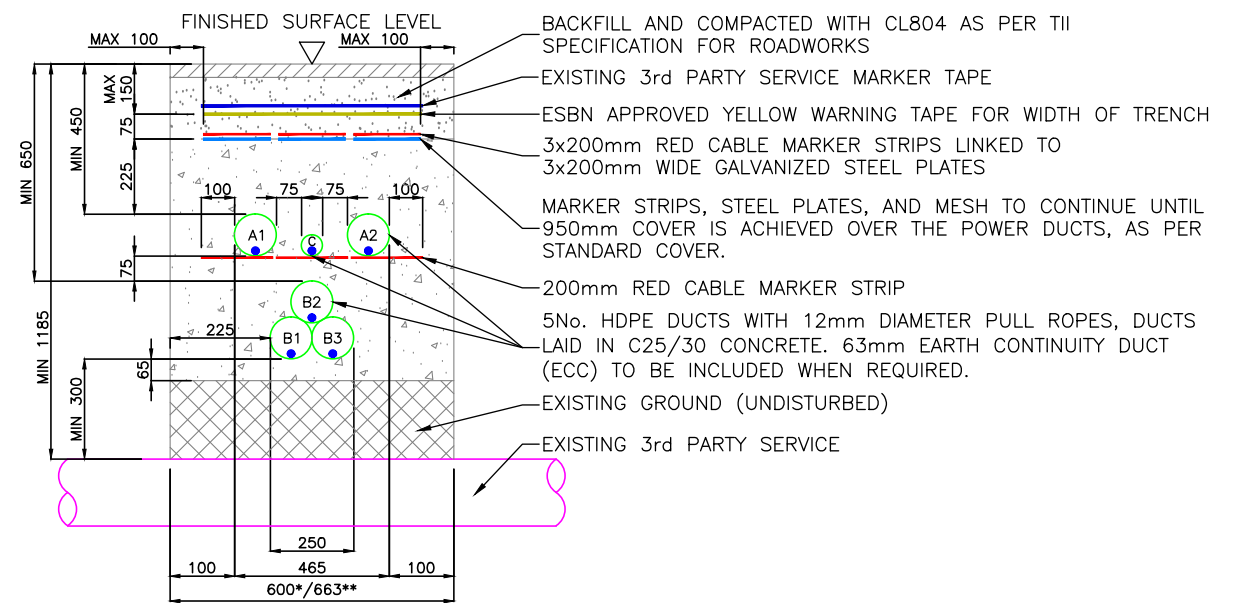 FINISHED SURFACE LEVEL
MAX 100
MAX 100
BACKFILL AND COMPACTED WITH CL804 AS PER TII
SPECIFICATION FOR ROADWORKS
EXISTING 3rd PARTY SERVICE MARKER TAPE
ESBN APPROVED YELLOW WARNING TAPE FOR WIDTH OF TRENCH
3x200mm RED CABLE MARKER STRIPS LINKED TO
3x200mm WIDE GALVANIZED STEEL PLATES
MARKER STRIPS, STEEL PLATES, AND MESH TO CONTINUE UNTIL
950mm COVER IS ACHIEVED OVER THE POWER DUCTS, AS PER
STANDARD COVER.
200mm RED CABLE MARKER STRIP
5No. HDPE DUCTS WITH 12mm DIAMETER PULL ROPES, DUCTS
LAID IN C25/30 CONCRETE. 63mm EARTH CONTINUITY DUCT
(ECC) TO BE INCLUDED WHEN REQUIRED.
EXISTING GROUND (UNDISTURBED)
EXISTING 3rd PARTY SERVICE
MAX
150
75
225
75
MIN 450
MIN 650
MIN 1185
MIN 300
65
100
75
75
100
A1
C
A2
B2
B1
B3
225
250
100
465
100
600*/663**